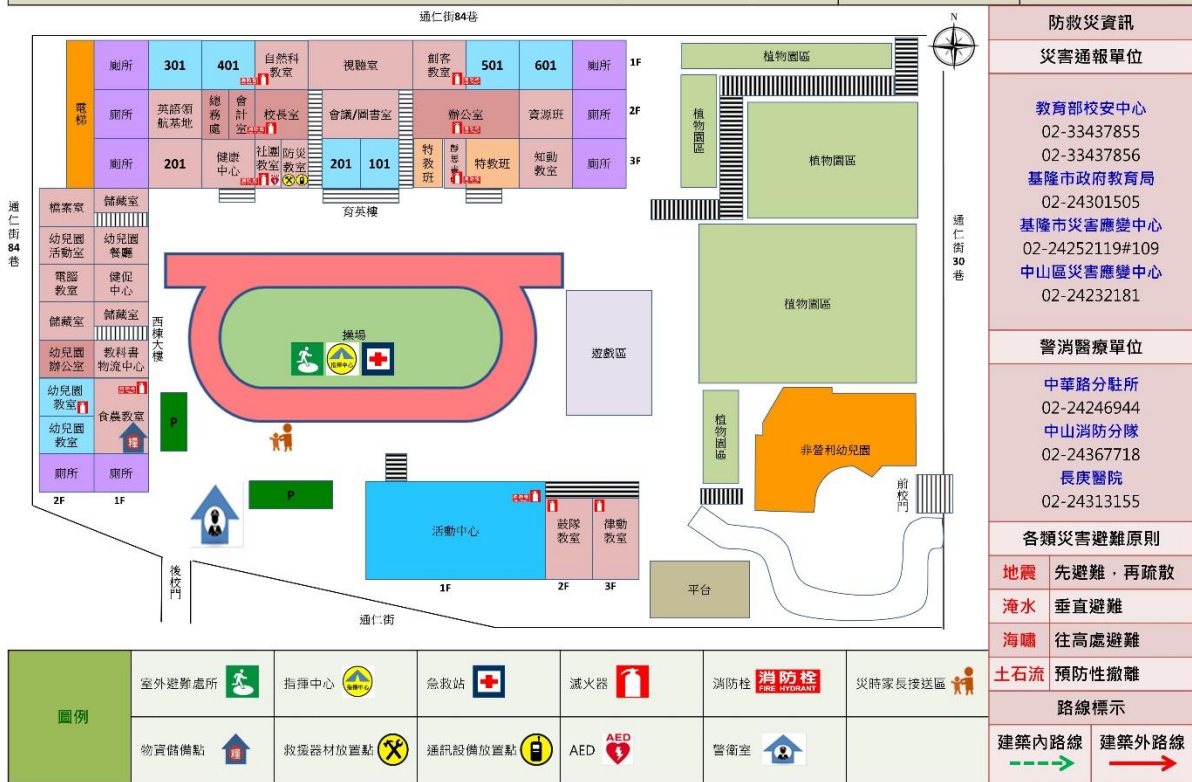 通仁街84巷
N
廁所
301
401
自然科
教室
視聽室
創客
教室
501
601
廁所
1F
電梯
廁所
英語領
航基地
總務處
會計室
校長室
會議/圖書室
辦公室
資源班
廁所
2F
廁所
201
健康
中心
社團
教室
防災
教室
201
101
特教班
特教班
知動
教室
廁所
3F
育英樓
通仁街84巷
檔案室
儲藏室
幼兒園
活動室
幼兒園
餐廳
電腦
教室
健促
中心
儲藏室
儲藏室
幼兒園
辦公室
教科書
物流中心
幼兒園
教室
食農教室
糧
幼兒園
教室
廁所
廁所
2F
1F
西棟大樓
P
P
操場
指揮中心
遊戲區
植物園區
植物園區
植物園區
植物園區
植物園區
通仁街30巷
非營利幼兒園
前校門
活動中心
鼓隊
教室
律動
教室
1F
2F
3F
平台
後校門
通仁街
圖例
室外避難處所
指揮中心
指揮中心
急救站
滅火器
消防栓
消防栓
FIRE HYDRANT
災時家長接送區
物資儲備點
糧
救援器材放置點
通訊設備放置點
AED
AED
警衛室
防救災資訊
災害通報單位
教育部校安中心
02-33437855
02-33437856
基隆市政府教育局
02-24301505
基隆市災害應變中心
02-24252119#109
中山區災害應變中心
02-24232181
警消醫療單位
中華路分駐所
02-24246944
中山消防分隊
02-24367718
長庚醫院
02-24313155
各類災害避難原則
地震
先避難，再疏散
淹水
垂直避難
海嘯
往高處避難
土石流
預防性撤離
路線標示
建築內路線
建築外路線